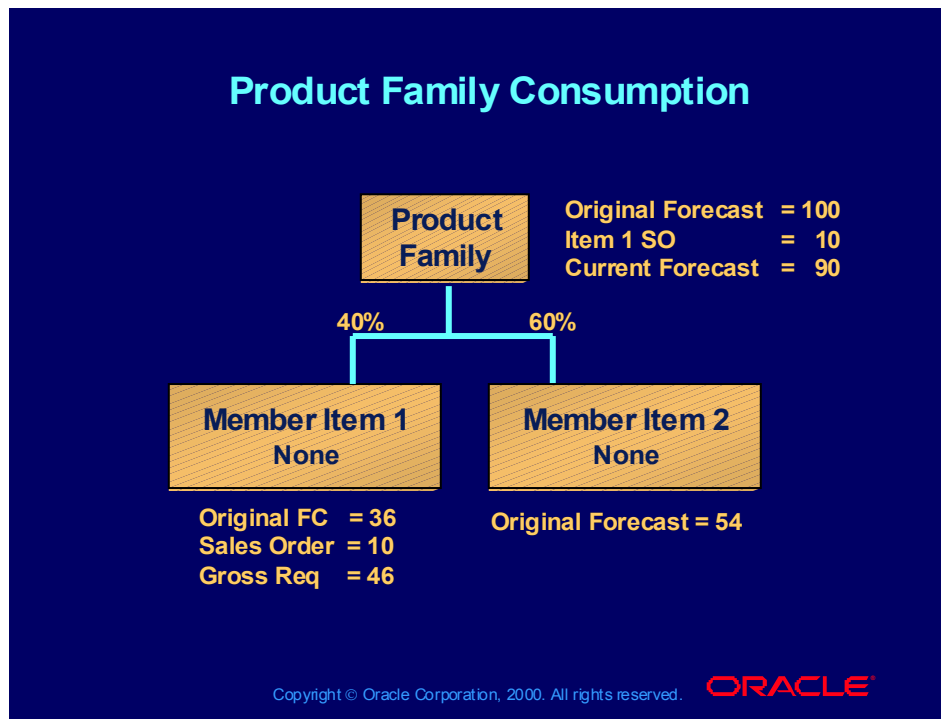 Product Family Consumption
Product
Family
Original Forecast = 100
Item 1 SO = 10
Current Forecast = 90
40% 60%
Member Item 1
None
Member Item 2
None
Original FC = 36
Sales Order = 10
Gross Req = 46
Original Forecast = 54
Copyright © Oracle Corporation, 2000. All rights reserved.
ORACLE®